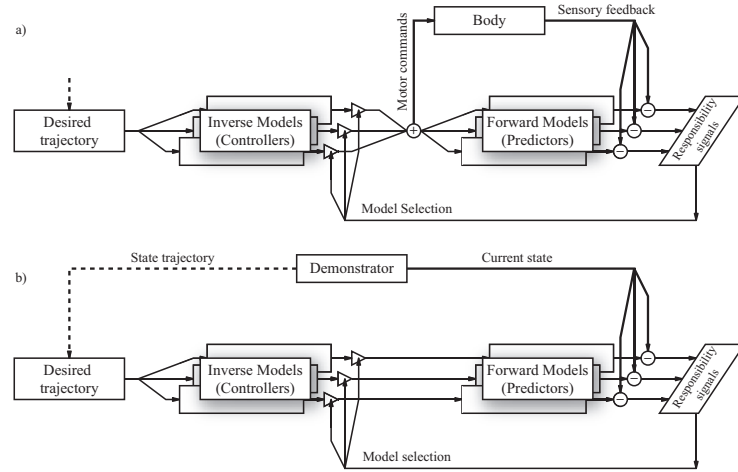 a)
Body
Sensory feedback
Motor commands
Desired
trajectory
Inverse Models
(Controllers)
+
Forward Models
(Predictors)
−
−
−
Responsibility
signals
Model Selection
b)
State trajectory
Demonstrator
Current state
Desired
trajectory
Inverse Models
(Controllers)
Forward Models
(Predictors)
−
−
−
Responsibility
signals
Model selection